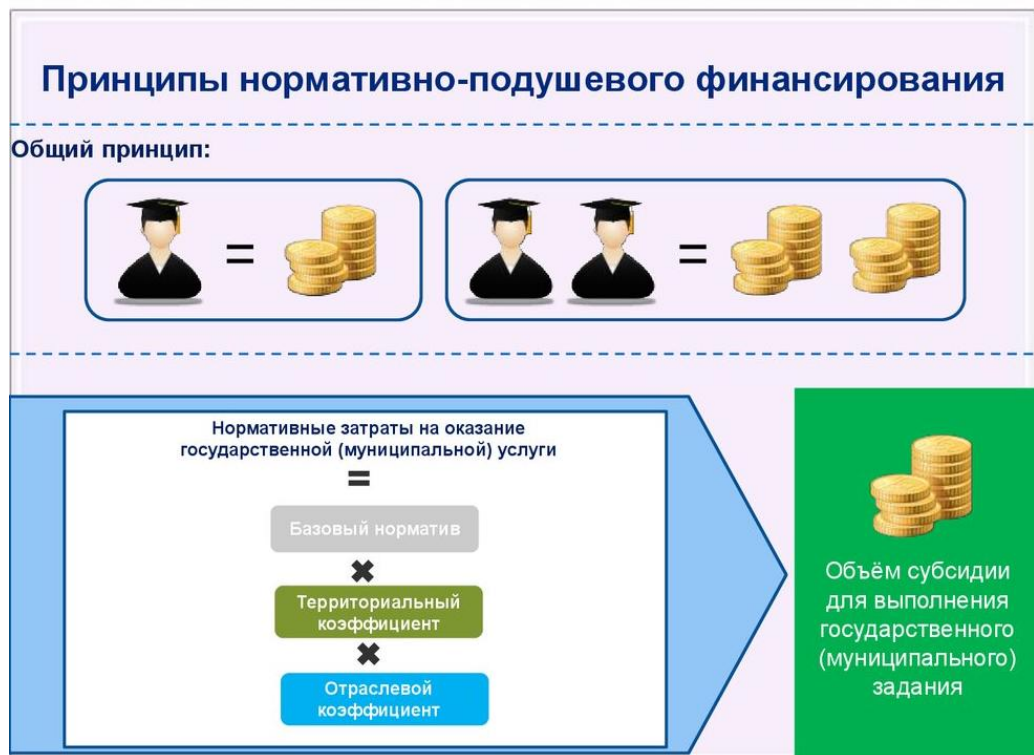 Принципы нормативно-подушевого финансирования
Общий принцип:
=
=
Нормативные затраты на оказание
государственной (муниципальной) услуги
=
Базовый норматив
✖
Территориальный
коэффициент
✖
Отраслевой
коэффициент
Объём субсидии
для выполнения
государственного
(муниципального)
задания